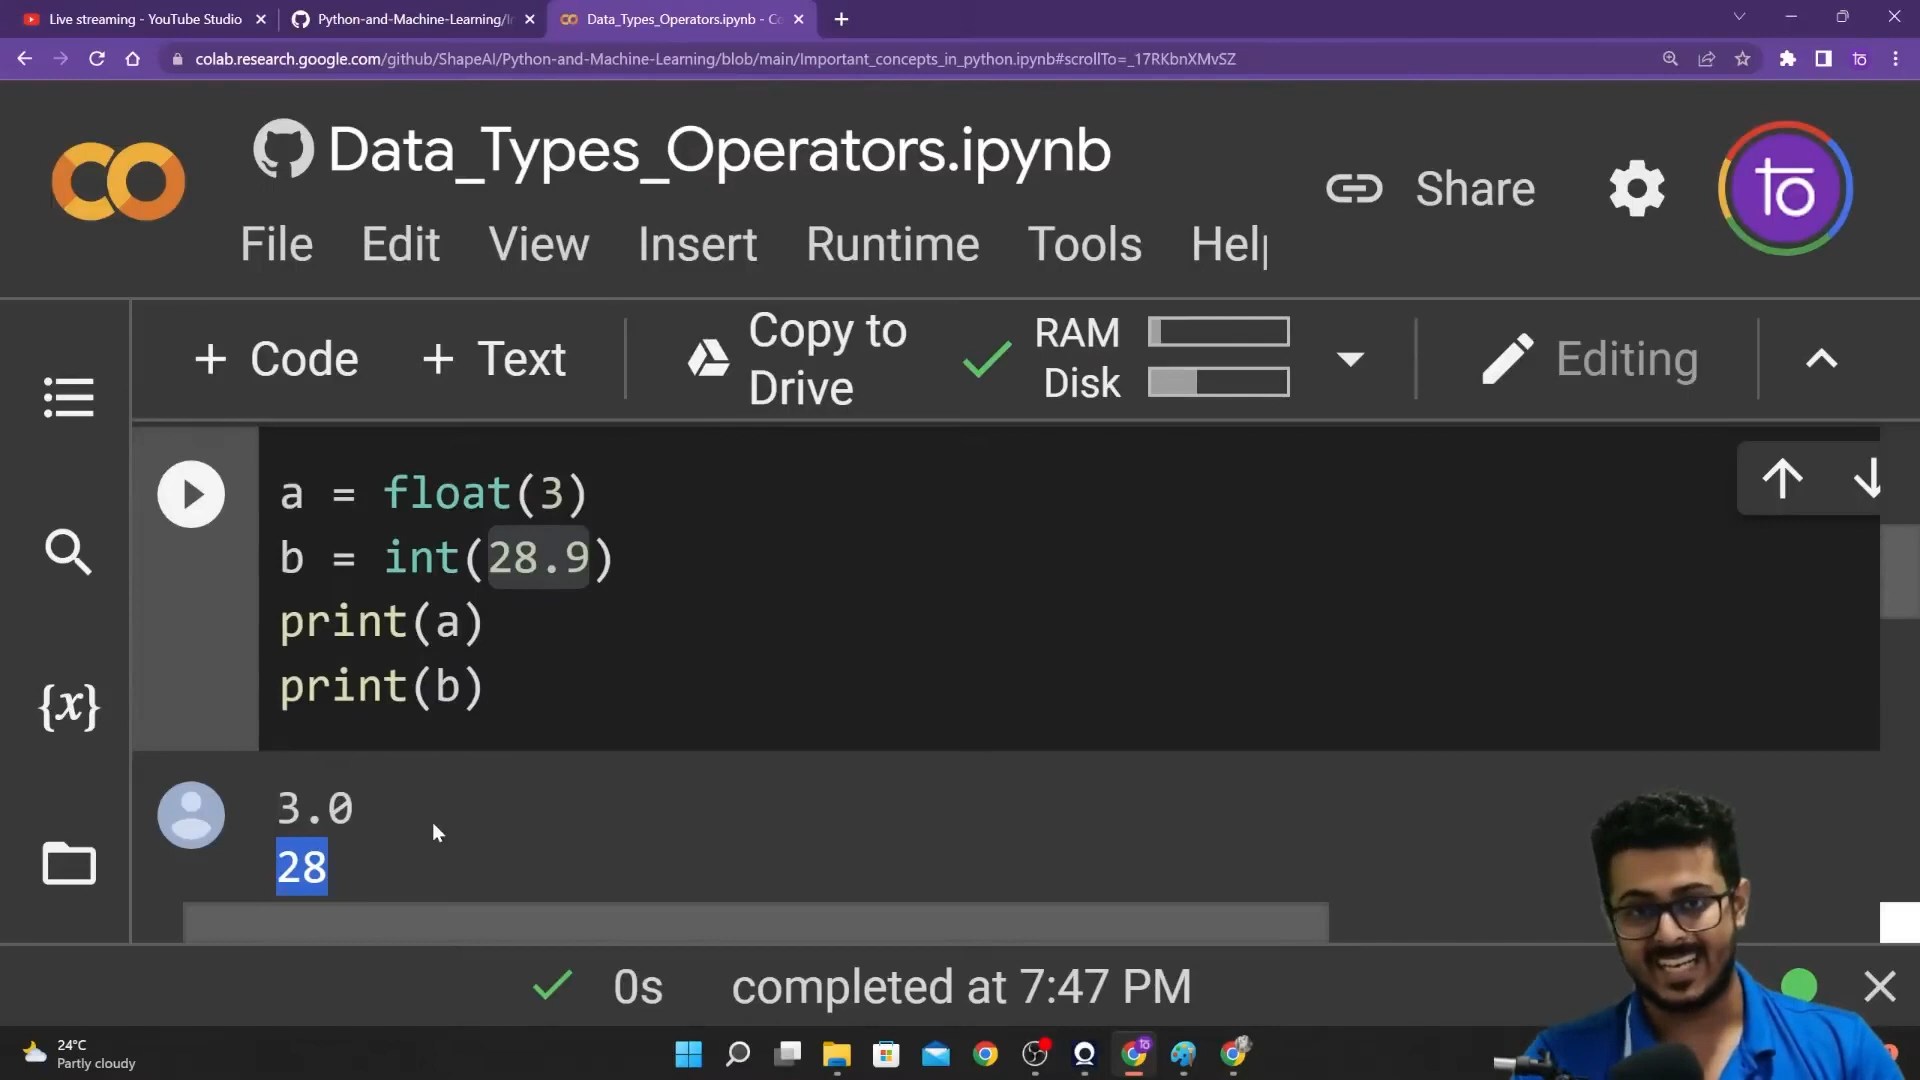 Live streaming - YouTube Studio
Python-and-Machine-Learning/
Data_Types_Operators.ipynb - Co
colab.research.google.com/github/ShapeAI/Python-and-Machine-Learning/blob/main/Important_concepts_in_python.ipynb#scrollTo=_17RKbnXMvSZ
Data_Types_Operators.ipynb
Share
to
File Edit View Insert Runtime Tools Help
+ Code + Text
Copy to
Drive
RAM
Disk
Editing
a = float(3)
b = int(28.9)
print(a)
print(b)
{x}
3.0
28
0s completed at 7:47 PM
24°C
Partly cloudy